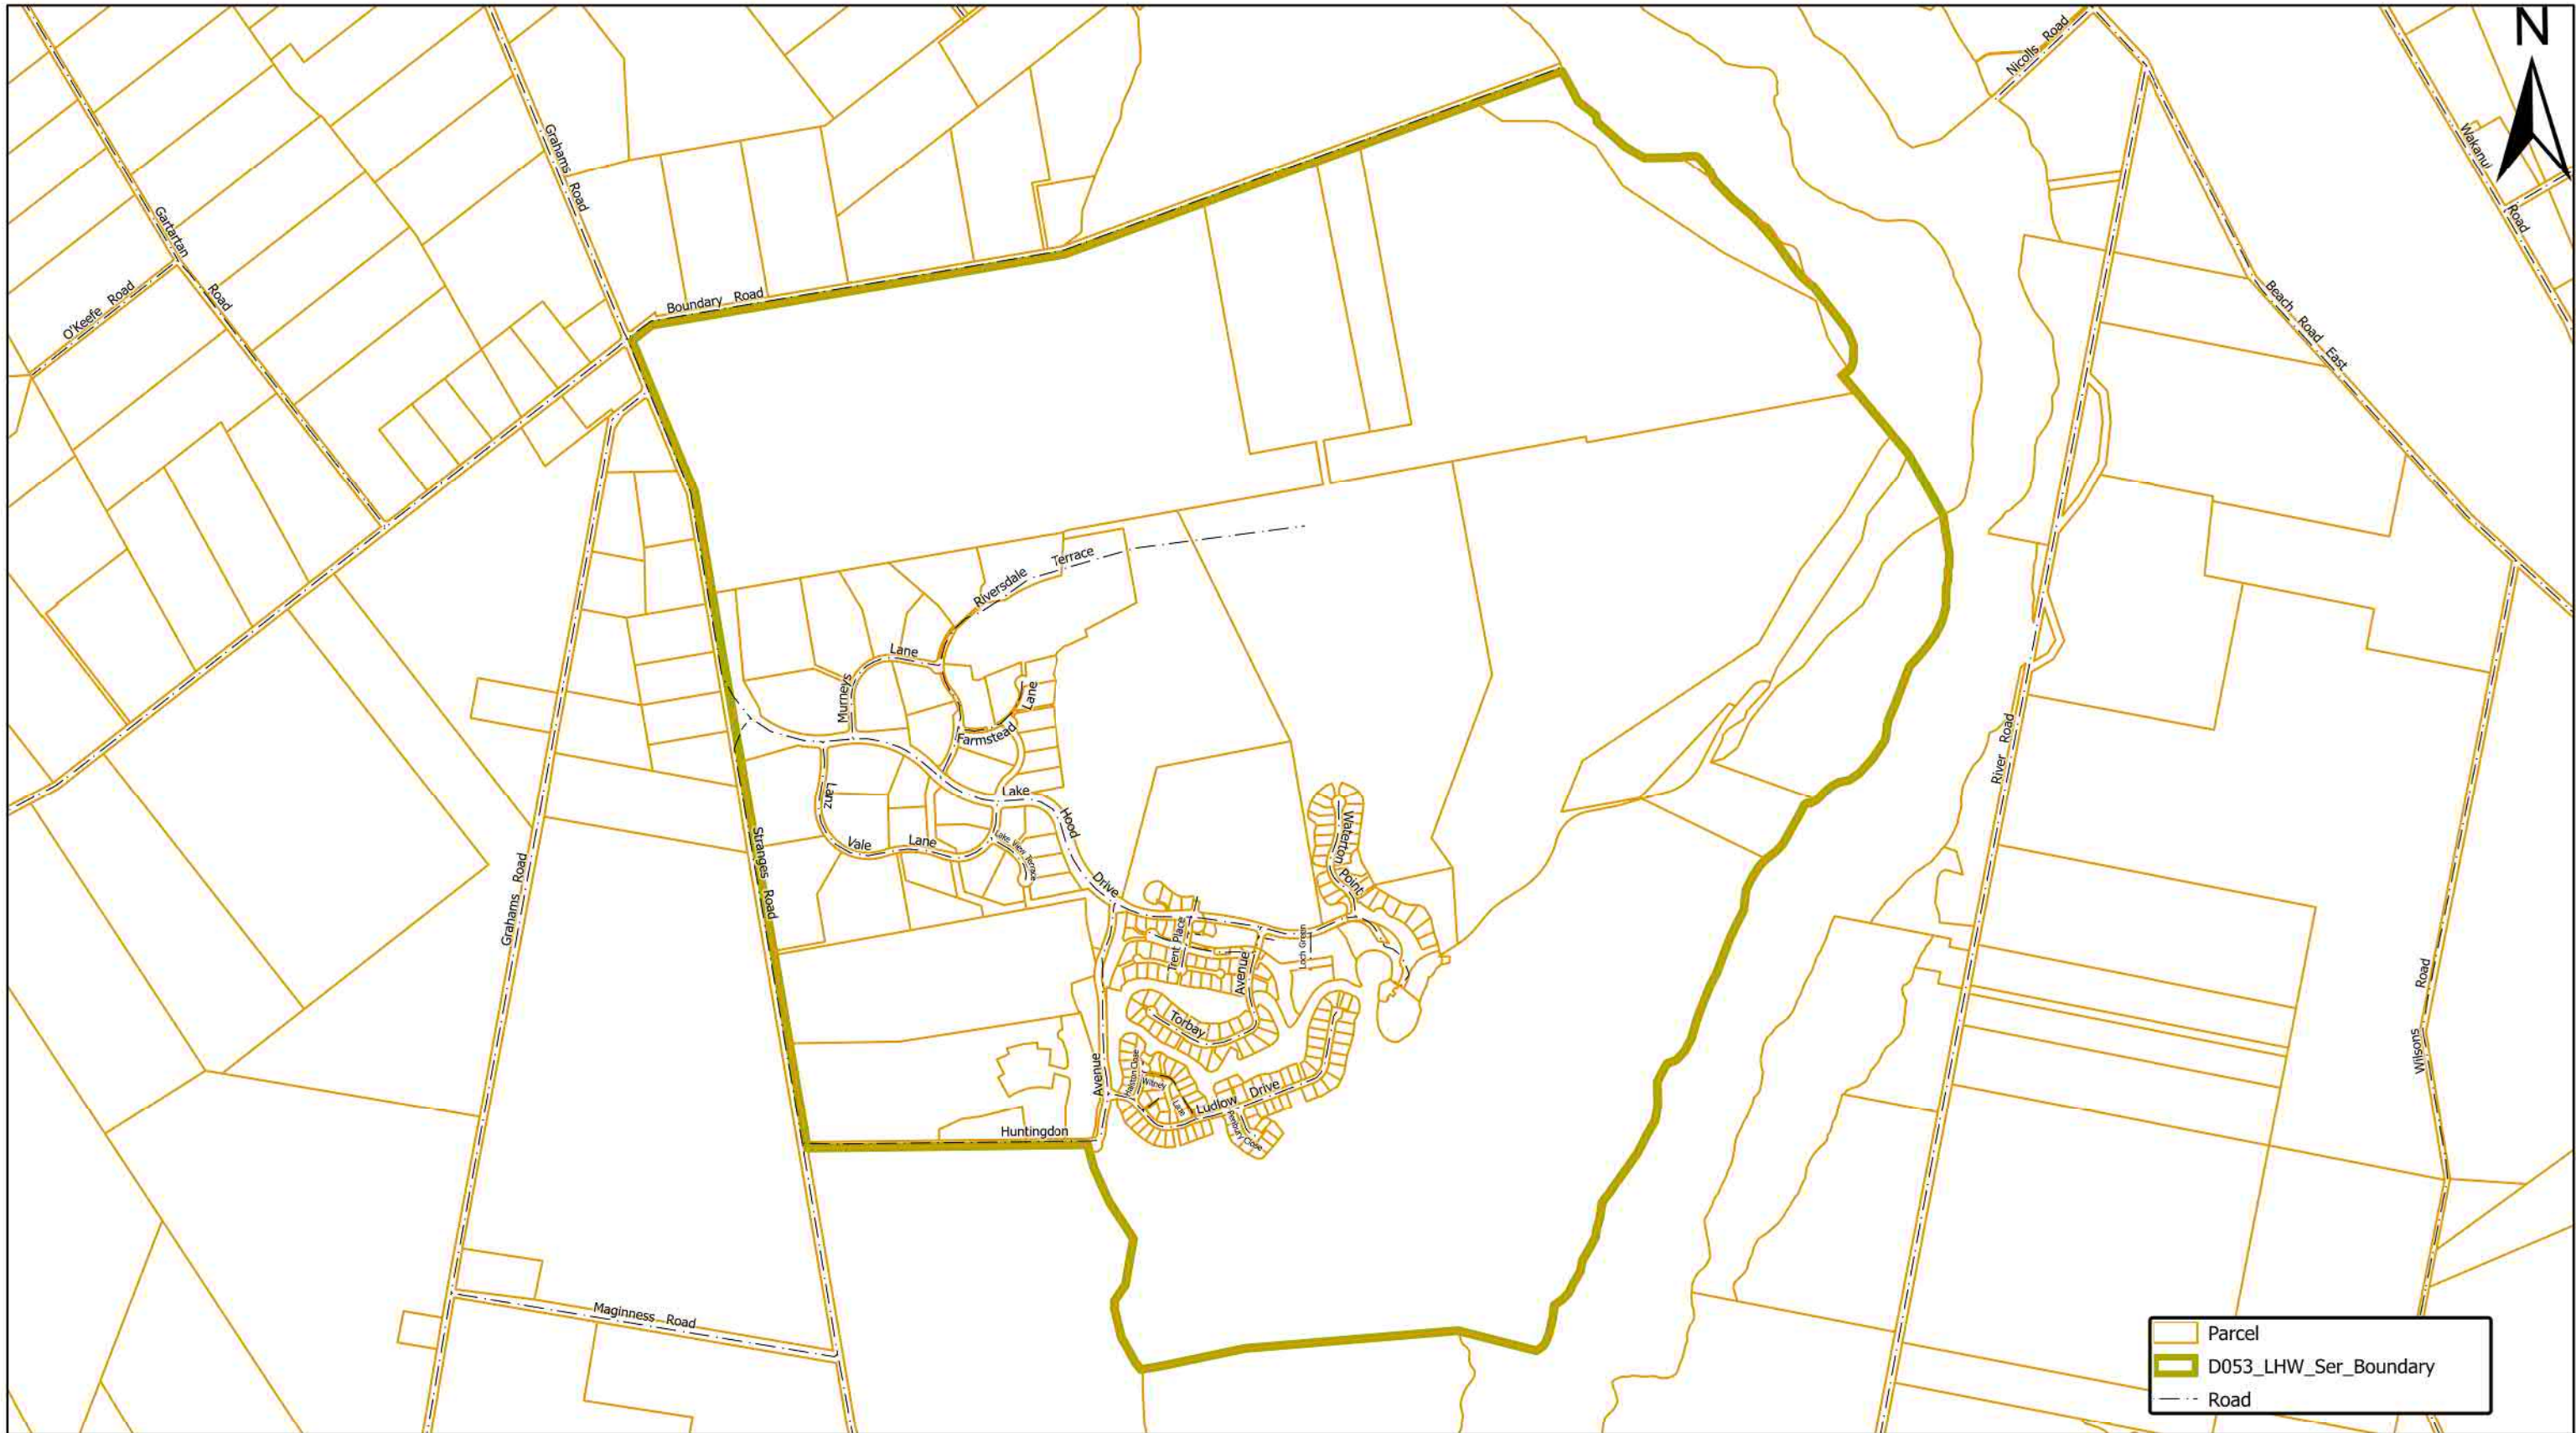 N
Nicolls Road
Grahams Road
Wakanui Road
Gartartan Road
O'Keefe Road
Boundary Road
Beach Road East
Riversdale Terrace
Murneys Lane
Farmstead Lane
River Road
Lake Hood Drive
Lanz Vale Lane
Lake View Terrace
Stranges Road
Grahams Road
Waterton Point
Trent Place
Loch Green
Torbay Avenue
Wilsons Road
Huntingdon Avenue
Witney Lane
Ludlow Drive
Maginness Road
Parcel
D053_LHW_Ser_Boundary
Road